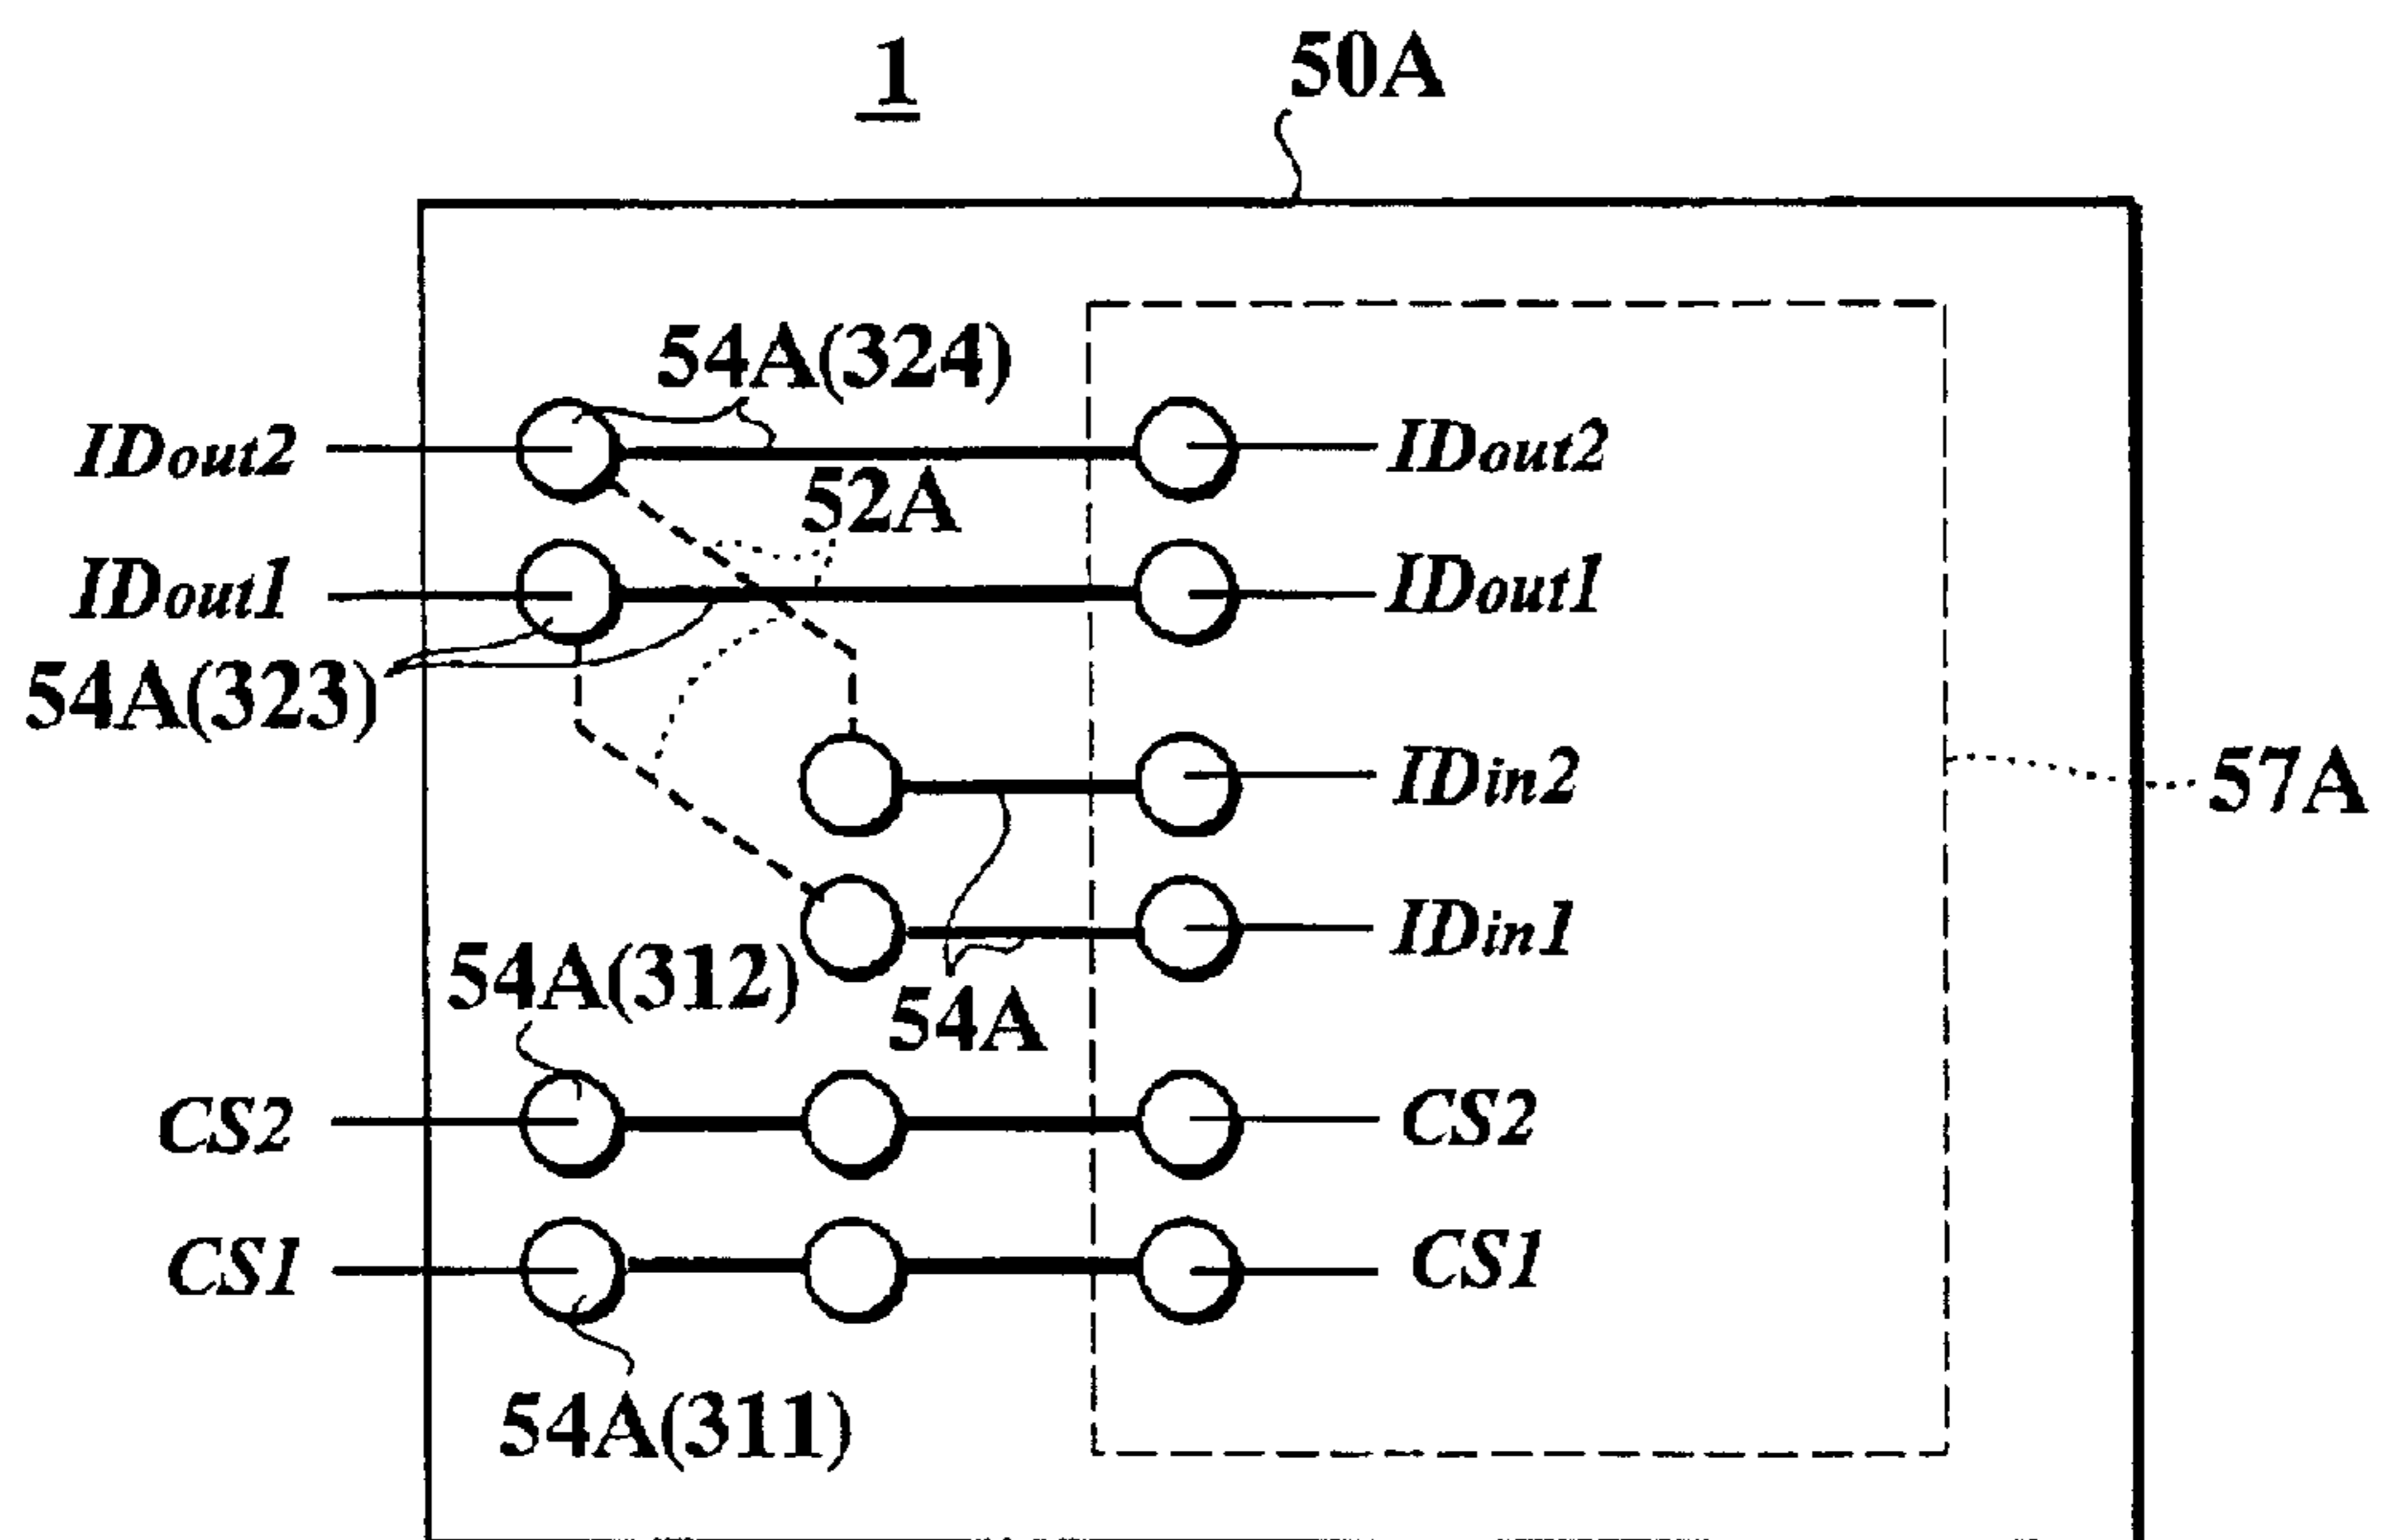 1
50A
54A(324)
IDout2
IDout2
52A
IDout1
IDout1
54A(323)
IDin2
57A
IDin1
54A(312)
54A
CS2
CS2
CS1
CS1
54A(311)